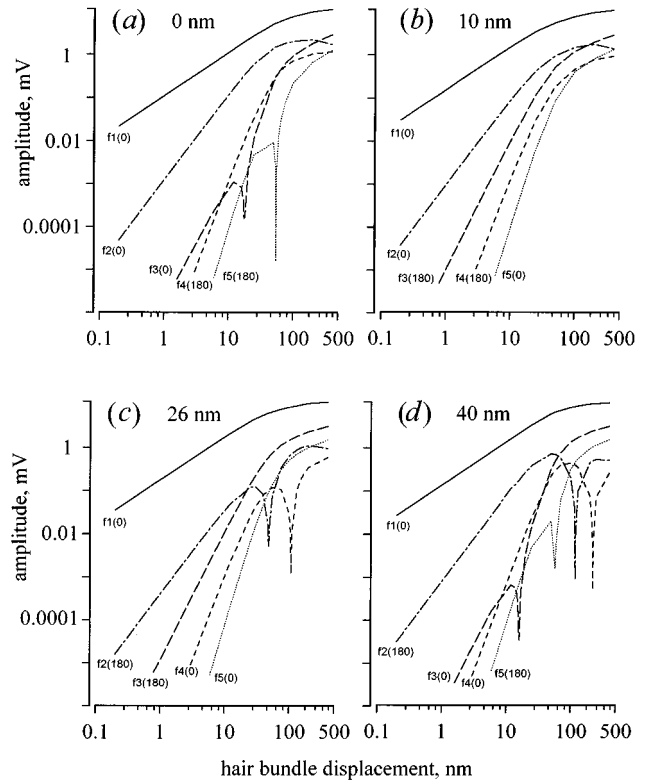 (a) 0 nm
(b) 10 nm
amplitude, mV
1
0.01
0.0001
f1(0)
f2(0)
f3(0)
f4(180)
f5(180)
f1(0)
f2(0)
f3(180)
f4(180)
f5(0)
0.1 1 10 100 500
0.1 1 10 100 500
(c) 26 nm
(d) 40 nm
amplitude, mV
1
0.01
0.0001
f1(0)
f2(180)
f3(180)
f4(0)
f5(0)
f1(0)
f2(180)
f3(0)
f4(0)
f5(180)
0.1 1 10 100 500
0.1 1 10 100 500
hair bundle displacement, nm